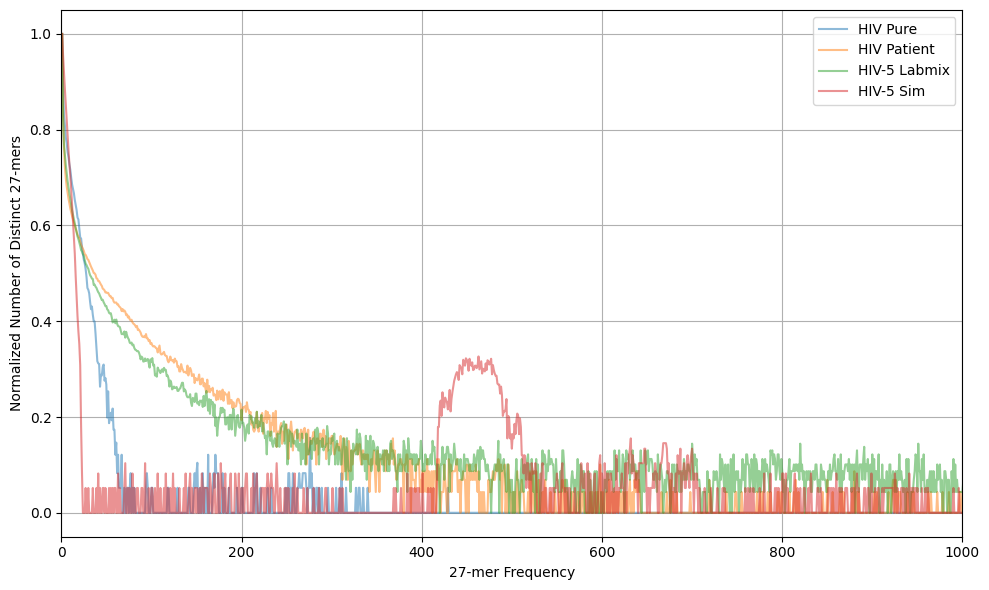 1.0
0.8
0.6
0.4
0.2
0.0
Normalized Number of Distinct 27-mers
HIV Pure
HIV Patient
HIV-5 Labmix
HIV-5 Sim
0 200 400 600 800 1000
27-mer Frequency